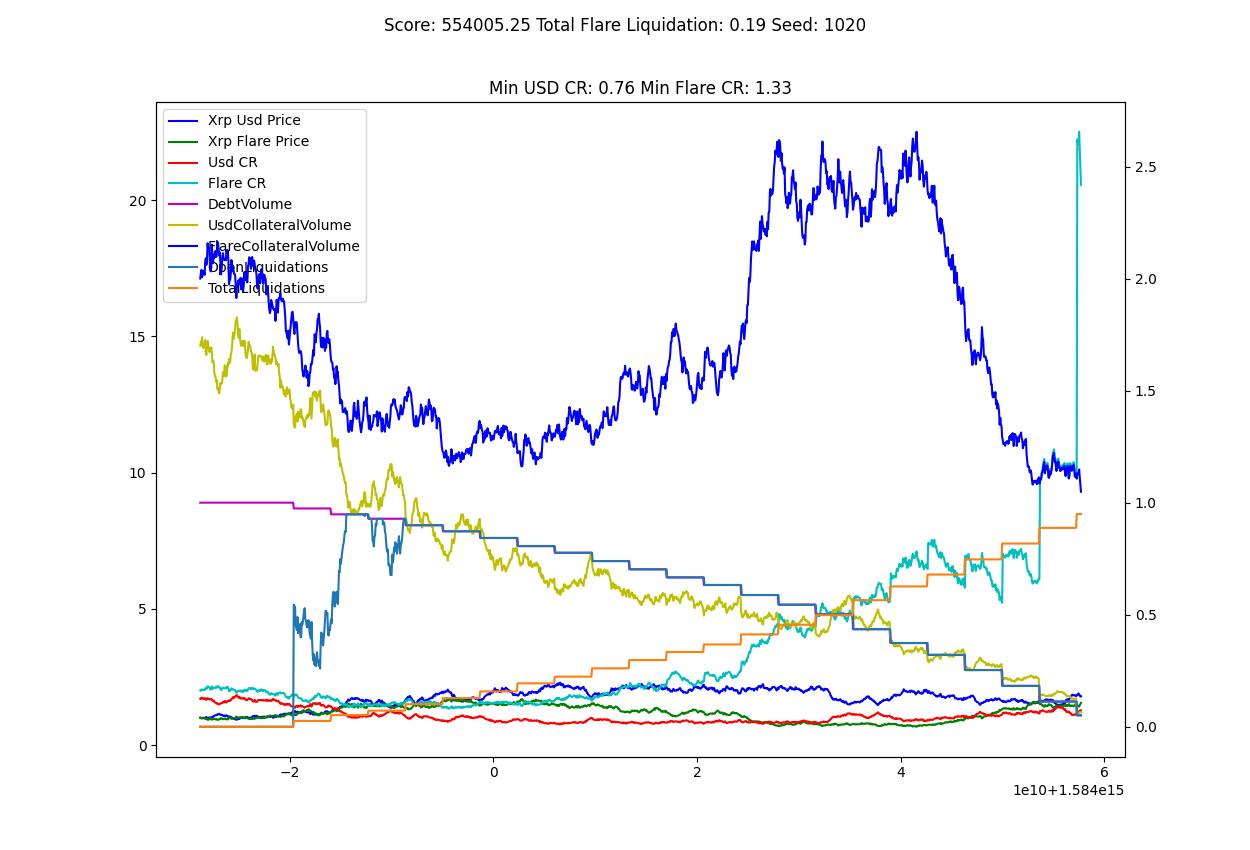 Score: 554005.25 Total Flare Liquidation: 0.19 Seed: 1020
Min USD CR: 0.76 Min Flare CR: 1.33
Xrp Usd Price
Xrp Flare Price
Usd CR
Flare CR
DebtVolume
UsdCollateralVolume
FlareCollateralVolume
OpenLiquidations
TotalLiquidations
20
15
10
5
0
2.5
2.0
1.5
1.0
0.5
0.0
−2
0
2
4
6
1e10+1.584e15